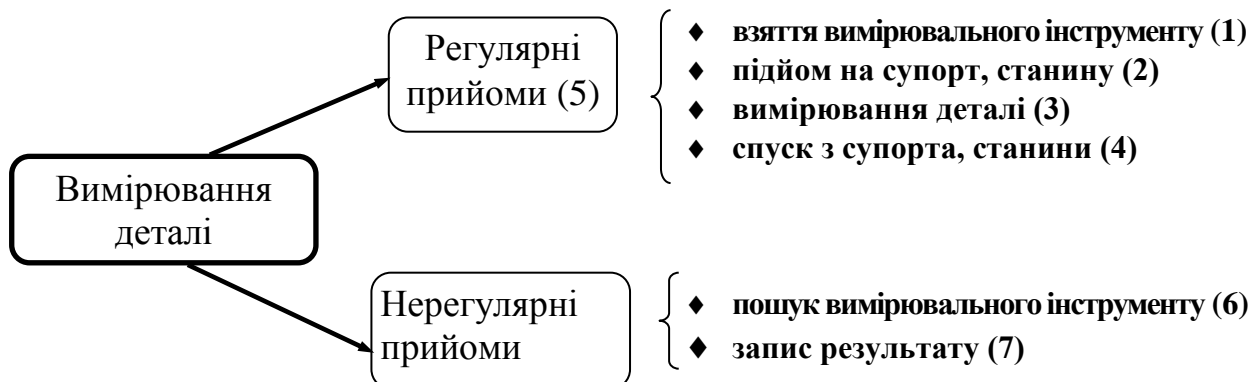 Вимірювання
деталі
Регулярні
прийоми (5)
♦ взяття вимірювального інструменту (1)
♦ підйом на супорт, станину (2)
♦ вимірювання деталі (3)
♦ спуск з супорта, станини (4)
Нерегулярні
прийоми
♦ пошук вимірювального інструменту (6)
♦ запис результату (7)